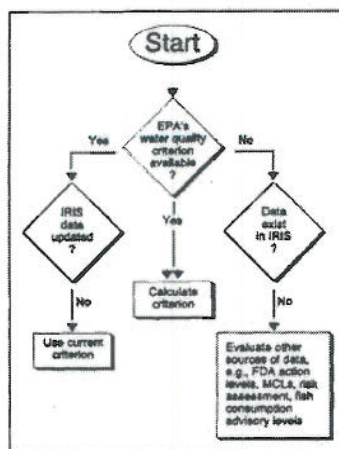 Start
EPA's
water quality
criterion
available
?
Yes
No
IRIS
data
updated
?
Yes
Data
exist
in IRIS
?
No
Calculate
criterion
No
Use current
criterion
Evaluate other
sources of data,
e.g., FDA action
levels, MCLs, risk
assessment, fish
consumption
advisory levels